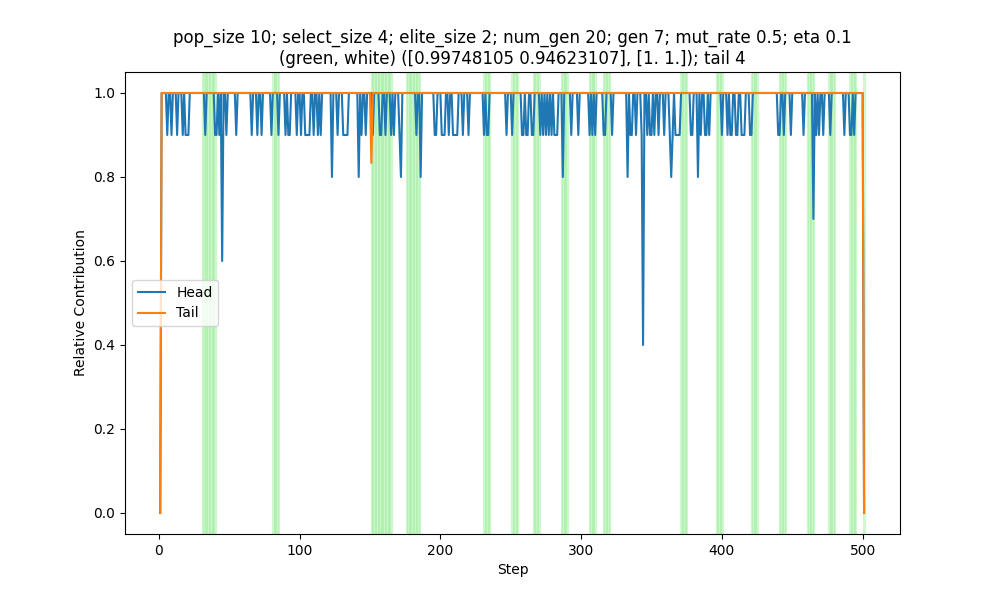 pop_size 10; select_size 4; elite_size 2; num_gen 20; gen 7; mut_rate 0.5; eta 0.1
(green, white) ([0.99748105 0.94623107], [1. 1.]); tail 4
1.0
0.8
0.6
0.4
0.2
0.0
Relative Contribution
Head
Tail
0
100
200
300
400
500
Step